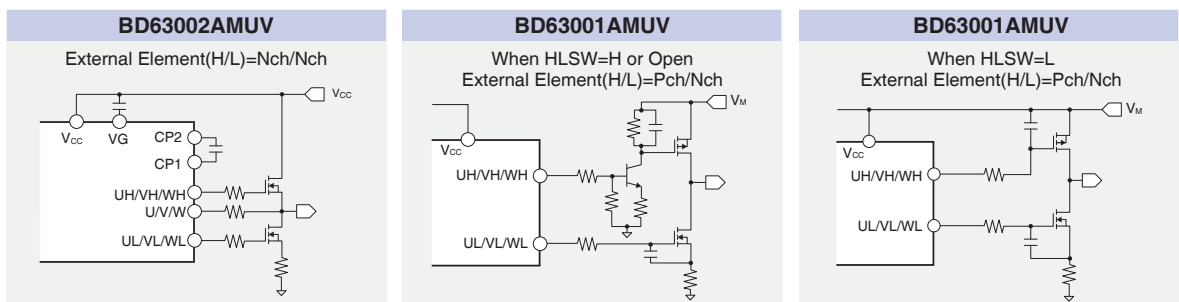 BD63002AMUV
External Element(H/L)=Nch/Nch
VCC
VCC
VG
CP2
CP1
UH/VH/WH
U/V/W
UL/VL/WL
BD63001AMUV
When HLSW=H or Open
External Element(H/L)=Pch/Nch
VM
VCC
UH/VH/WH
UL/VL/WL
BD63001AMUV
When HLSW=L
External Element(H/L)=Pch/Nch
VM
VCC
UH/VH/WH
UL/VL/WL